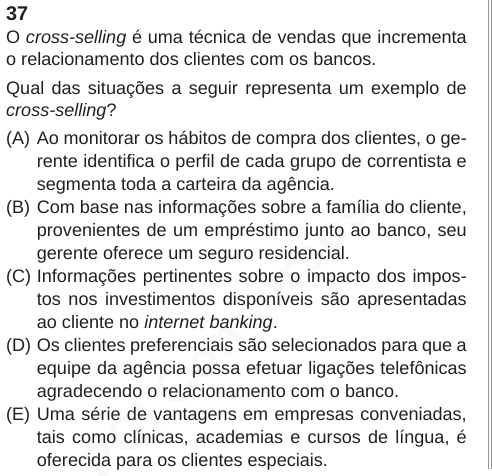 37
O cross-selling é uma técnica de vendas que incrementa
o relacionamento dos clientes com os bancos.
Qual das situações a seguir representa um exemplo de
cross-selling?
(A) Ao monitorar os hábitos de compra dos clientes, o ge-
rente identifica o perfil de cada grupo de correntista e
segmenta toda a carteira da agência.
(B) Com base nas informações sobre a família do cliente,
provenientes de um empréstimo junto ao banco, seu
gerente oferece um seguro residencial.
(C) Informações pertinentes sobre o impacto dos impos-
tos nos investimentos disponíveis são apresentadas
ao cliente no internet banking.
(D) Os clientes preferenciais são selecionados para que a
equipe da agência possa efetuar ligações telefônicas
agradecendo o relacionamento com o banco.
(E) Uma série de vantagens em empresas conveniadas,
tais como clínicas, academias e cursos de língua, é
oferecida para os clientes especiais.